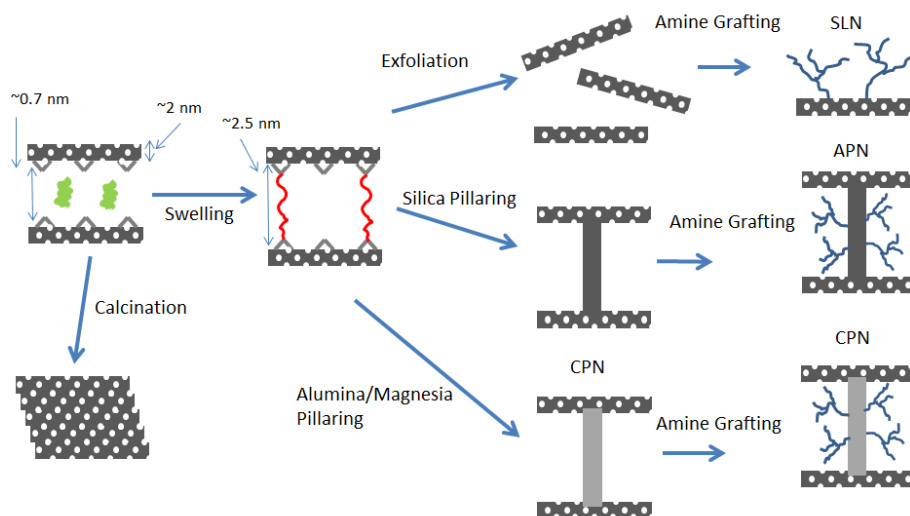 Amine Grafting
SLN
Exfoliation
~0.7 nm
~2 nm
~2.5 nm
APN
Swelling
Silica Pillaring
Amine Grafting
Calcination
CPN
CPN
Alumina/Magnesia
Pillaring
Amine Grafting